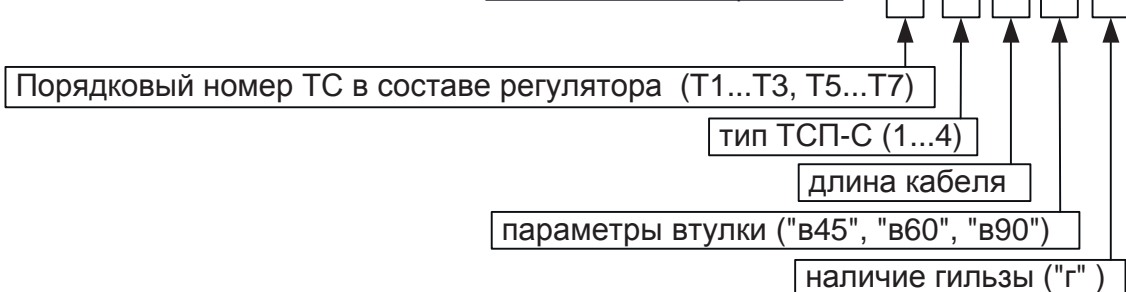 Порядковый номер ТС в составе регулятора (Т1...Т3, Т5...Т7)
тип ТСП-С (1...4)
длина кабеля
параметры втулки ("в45", "в60", "в90")
наличие гильзы ("г" )